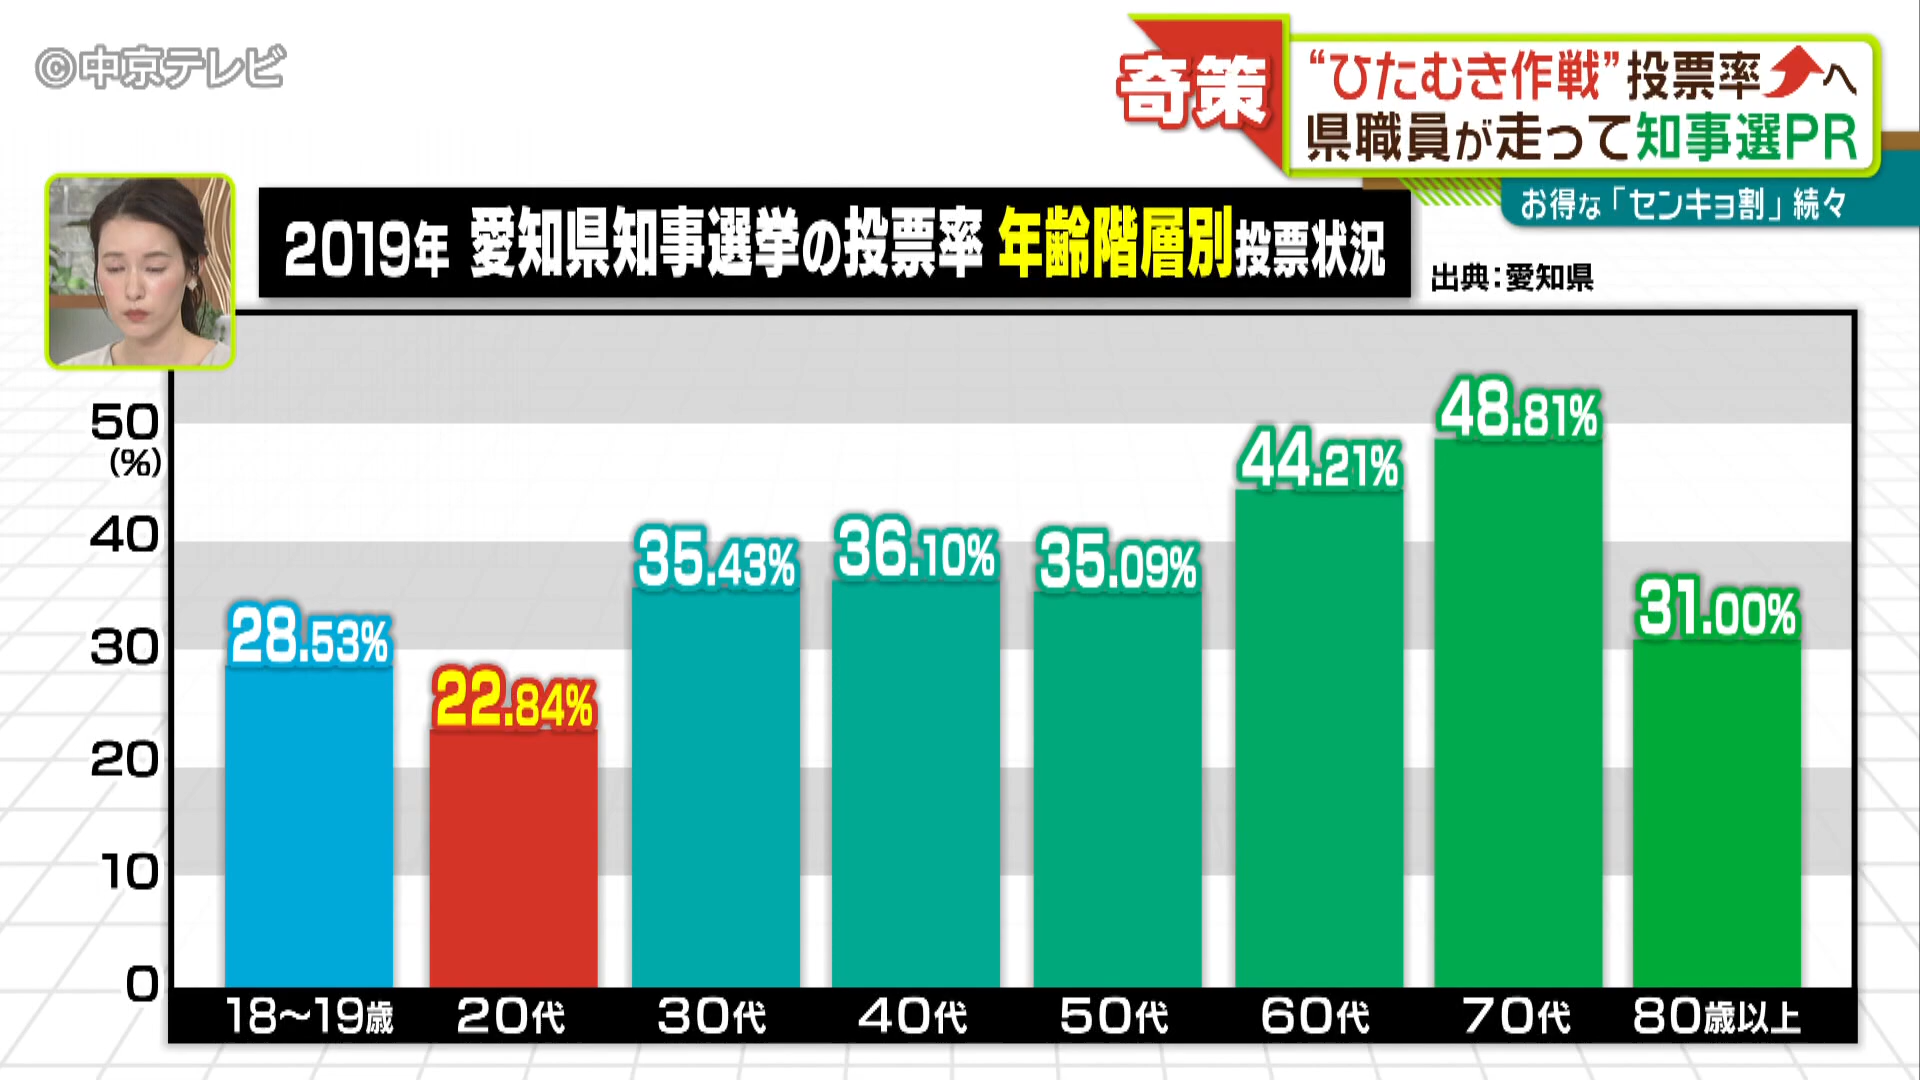 ©中京テレビ
奇策
“ひたむき作戦”投票率へ
県職員が走って知事選PR
お得な「センキョ割」続々
2019年 愛知県知事選挙の投票率 年齢階層別投票状況
出典：愛知県
50
(%)
40
30
20
10
0
28.53%
22.84%
35.43%
36.10%
35.09%
44.21%
48.81%
31.00%
18〜19歳 20代 30代 40代 50代 60代 70代 80歳以上